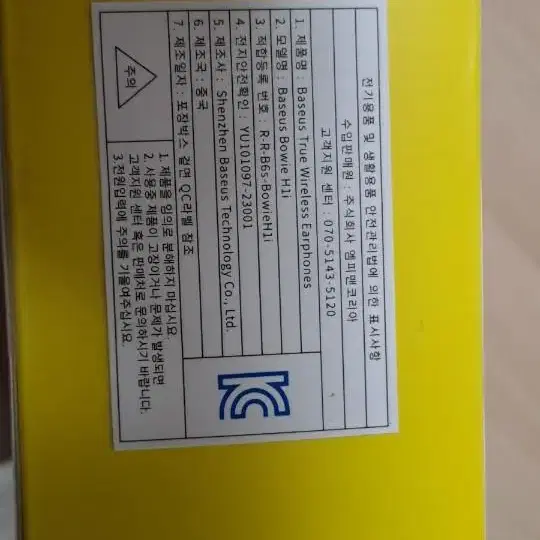 전기용품 및 생활용품 안전관리법에 의한 표시사항
수입판매원 : 주식회사 엠피맨코리아
고객지원 센터 : 070-5143-5120
1. 제품명 : Baseus True Wireless Earphones
2. 모델명 : Baseus Bowie H1i
3. 적합등록 번호 : R-R-B6s-BowieH1i
4. 전지안전확인 : YU101097-23001
5. 제조사 : Shenzhen Baseus Technology Co., Ltd.
6. 제조국 : 중국
7. 제조일자 : 포장박스 겉면 QC라벨 참조
주의
1. 제품을 임의로 분해하지 마십시요.
2. 사용중 제품이 고장이거나 문제가 발생되면
고객지원 센터 혹은 판매처로 문의하시기 바랍니다.
3.전원입력에 주의를 기울여주십시요.
KC